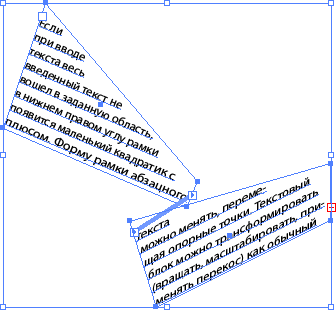 Если
при вводе
текста весь
введенный текст не
вошел в заданную область,
в нижнем правом углу рамки
появится маленький квадратик с
плюсом. Форму рамки абзацного
текста
можно менять, переме-
щая опорные точки. Текстовый
блок можно трансформировать
(вращать, масштабировать, при-
менять перекос) как обычный